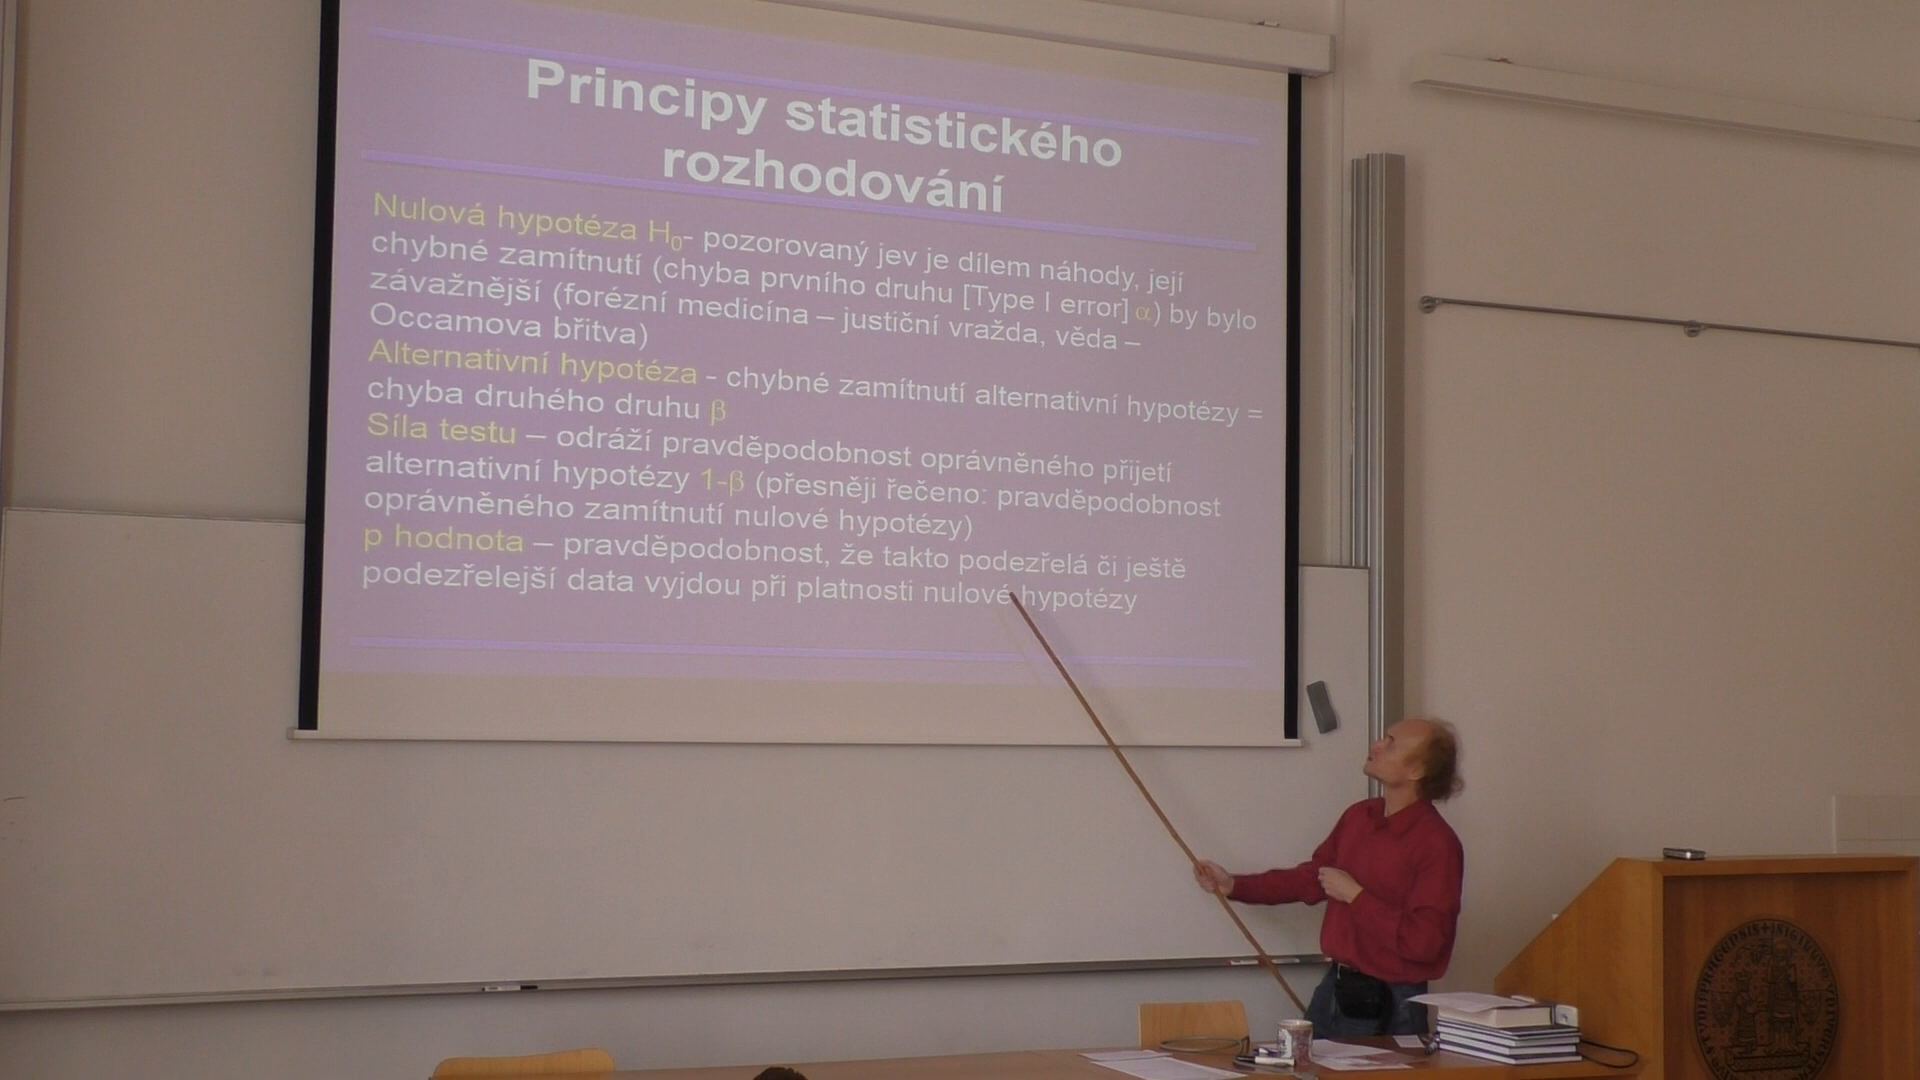 Principy statistického
rozhodování
Nulová hypotéza H₀- pozorovaný jev je dílem náhody, její
chybné zamítnutí (chyba prvního druhu [Type I error] α) by bylo
závažnější (forézní medicína – justiční vražda, věda –
Occamova břitva)
Alternativní hypotéza - chybné zamítnutí alternativní hypotézy =
chyba druhého druhu β
Síla testu – odráží pravděpodobnost oprávněného přijetí
alternativní hypotézy 1-β (přesněji řečeno: pravděpodobnost
oprávněného zamítnutí nulové hypotézy)
p hodnota – pravděpodobnost, že takto podezřelá či ještě
podezřelejší data vyjdou při platnosti nulové hypotézy